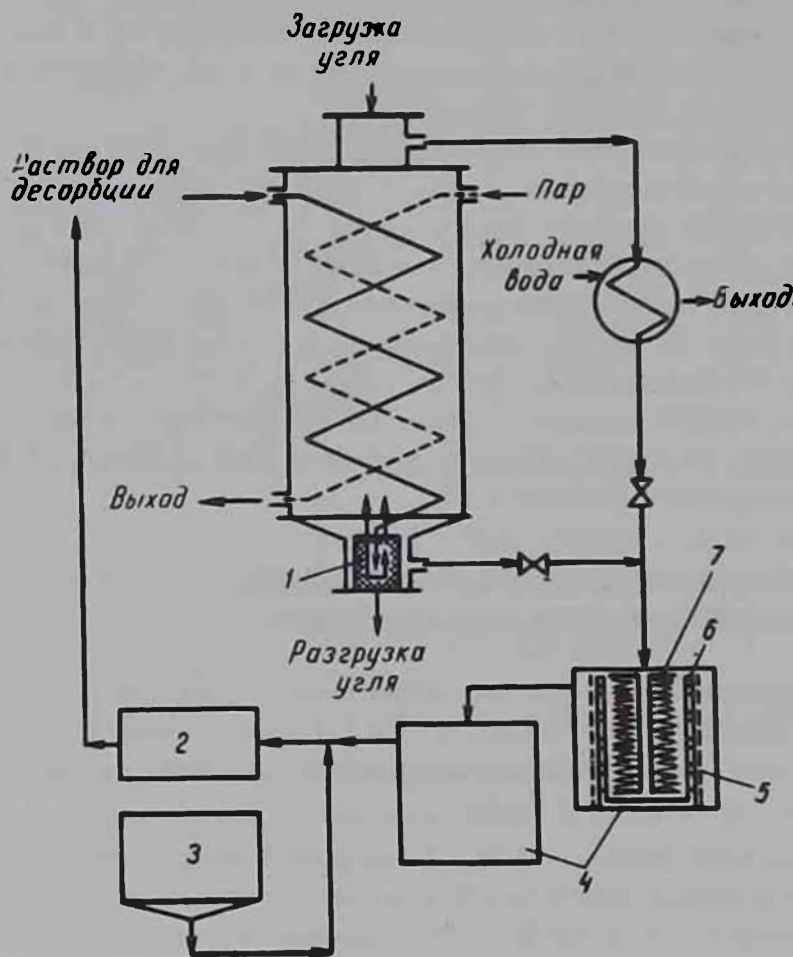 Загрузка
угля
Раствор для
десорбции
Пар
Холодная
вода
Выход
Выход
1
Разгрузка
угля
7
6
2
5
3
4